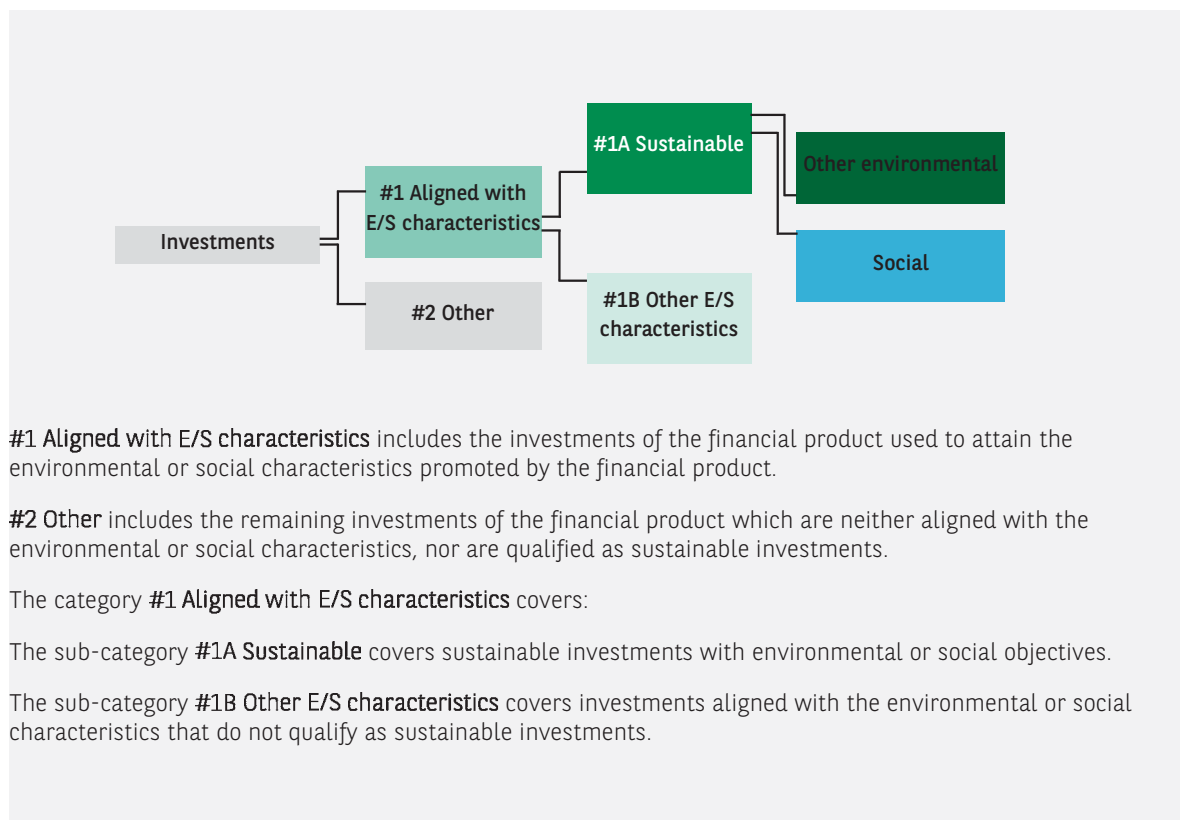 #1A Sustainable
Other environmental
#1 Aligned with
E/S characteristics
Investments
Social
#2 Other
#1B Other E/S
characteristics
#1 Aligned with E/S characteristics includes the investments of the financial product used to attain the
environmental or social characteristics promoted by the financial product.
#2 Other includes the remaining investments of the financial product which are neither aligned with the
environmental or social characteristics, nor are qualified as sustainable investments.
The category #1 Aligned with E/S characteristics covers:
The sub-category #1A Sustainable covers sustainable investments with environmental or social objectives.
The sub-category #1B Other E/S characteristics covers investments aligned with the environmental or social
characteristics that do not qualify as sustainable investments.